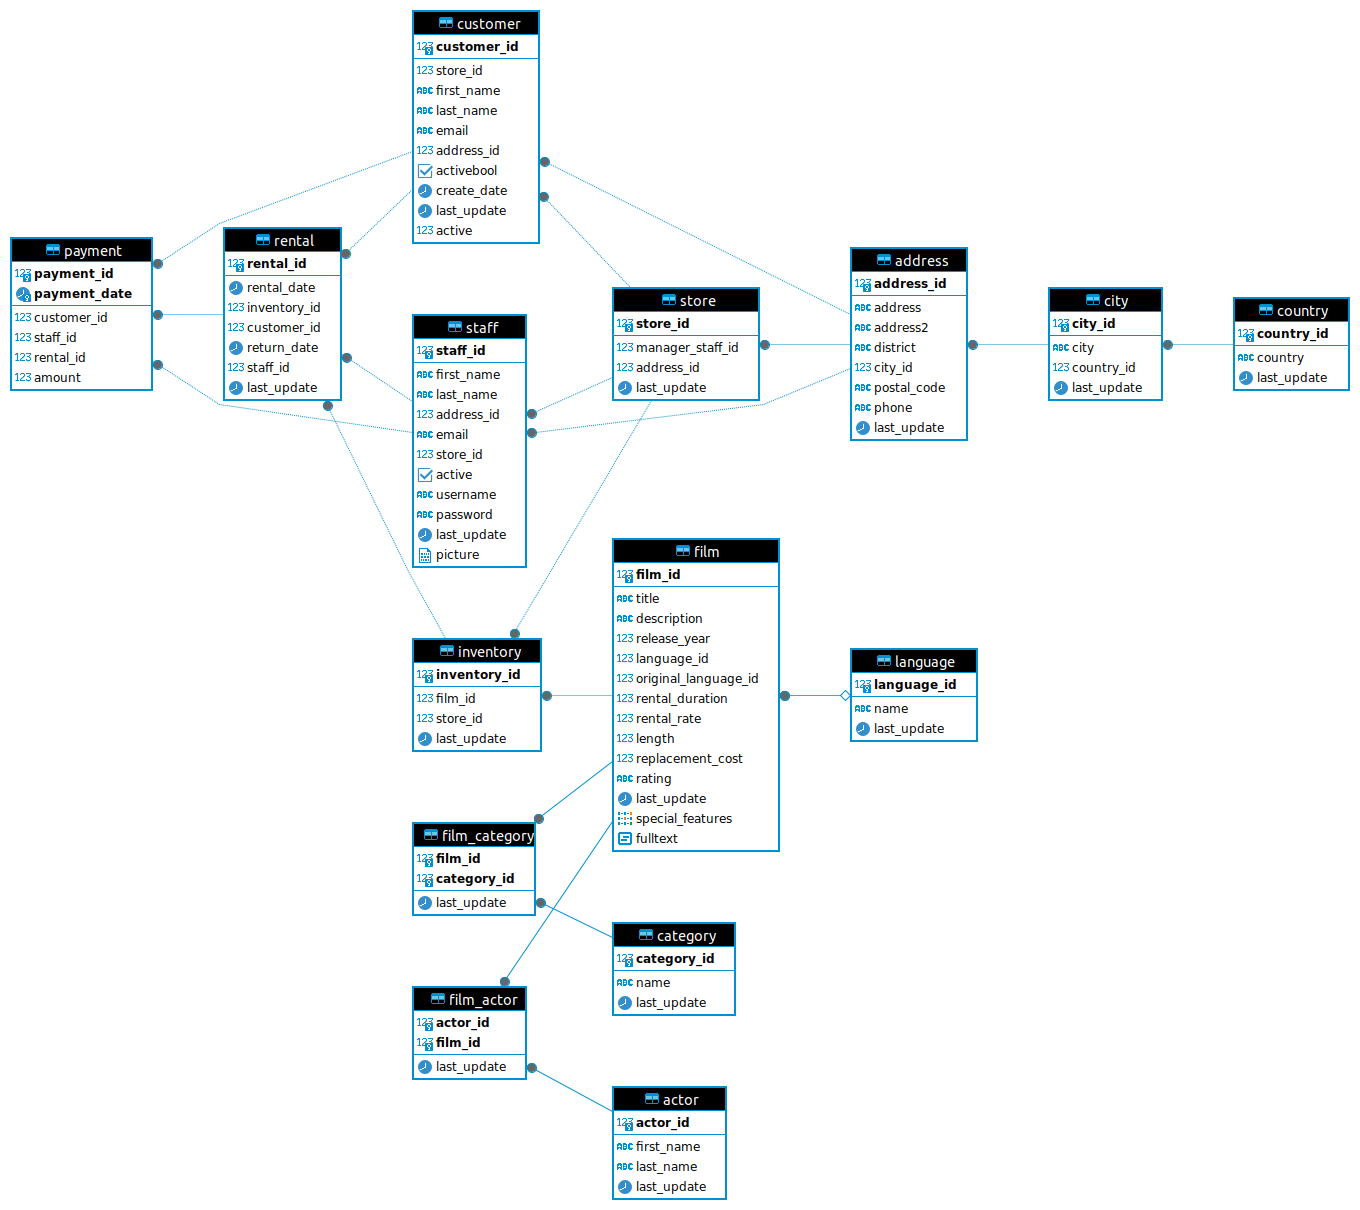 customer
customer_id
store_id
first_name
last_name
email
address_id
activebool
create_date
last_update
active
payment
payment_id
payment_date
customer_id
staff_id
rental_id
amount
rental
rental_id
rental_date
inventory_id
customer_id
return_date
staff_id
last_update
staff
staff_id
first_name
last_name
address_id
email
store_id
active
username
password
last_update
picture
store
store_id
manager_staff_id
address_id
last_update
address
address_id
address
address2
district
city_id
postal_code
phone
last_update
city
city_id
city
country_id
last_update
country
country_id
country
last_update
film
film_id
title
description
release_year
language_id
original_language_id
rental_duration
rental_rate
length
replacement_cost
rating
last_update
special_features
fulltext
language
language_id
name
last_update
inventory
inventory_id
film_id
store_id
last_update
film_category
film_id
category_id
last_update
category
category_id
name
last_update
film_actor
actor_id
film_id
last_update
actor
actor_id
first_name
last_name
last_update